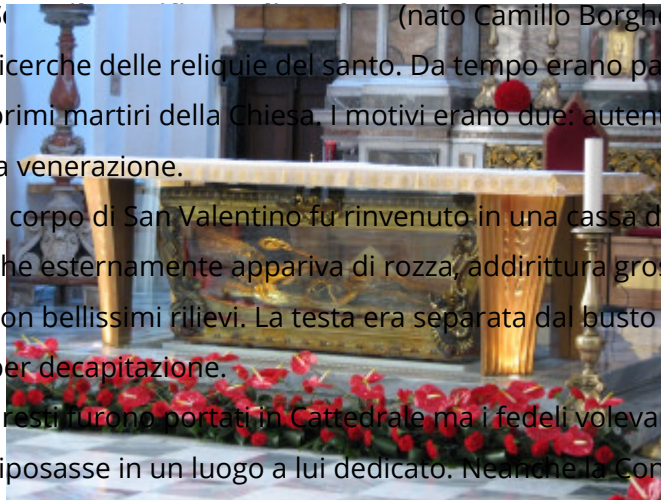 (nato Camillo Borghe
icerche delle reliquie del santo. Da tempo erano pa
primi martiri della Chiesa. I motivi erano due: autent
a venerazione.
corpo di San Valentino fu rinvenuto in una cassa d
he esternamente appariva di rozza, addirittura gros
on bellissimi rilievi. La testa era separata dal busto
per decapitazione.
resti furono portati in Cattedrale ma i fedeli voleva
iposasse in un luogo a lui dedicato. Neanche la Con